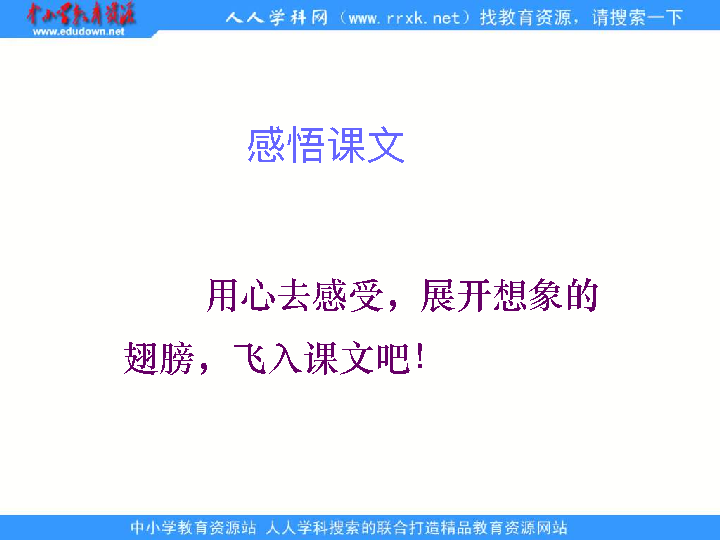 中小学教育资源
www.edudown.net
人人学科网（www.rrxk.net）找教育资源，请搜索一下
感悟课文
用心去感受，展开想象的
翅膀，飞入课文吧！
中小学教育资源站 人人学科搜索的联合打造精品教育资源网站